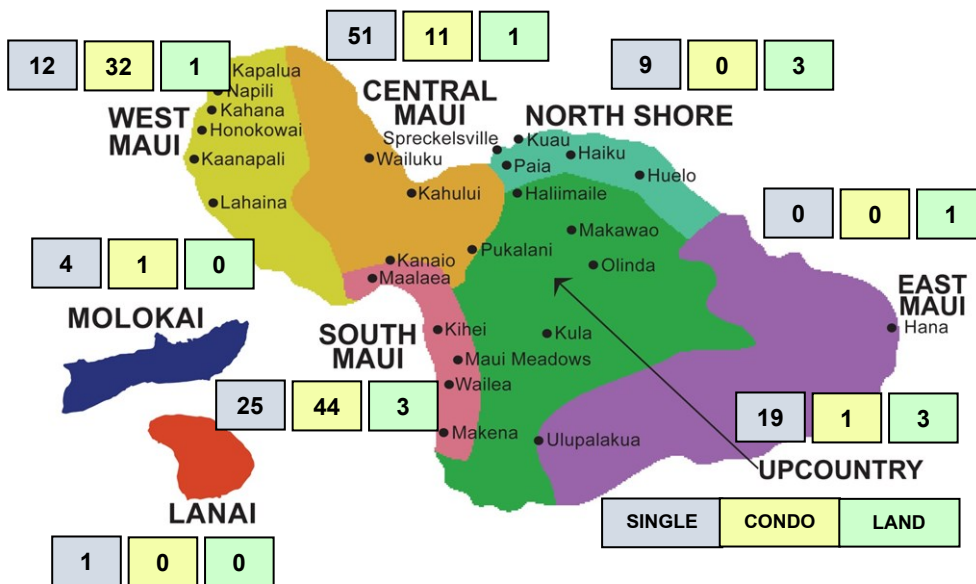 51 11 1
12 32 1
9 0 3
Kapalua
Napili
Kahana
Honokowai
Kaanapali
Lahaina
WEST
MAUI
CENTRAL
MAUI
Spreckelsville
Wailuku
Kahului
NORTH SHORE
Kuau
Haiku
Paia
Huelo
Haliimaile
0 0 1
Makawao
Pukalani
Olinda
Kanaio
Maalaea
4 1 0
MOLOKAI
EAST
MAUI
Hana
SOUTH
MAUI
Kihei
Kula
Maui Meadows
Wailea
Makena
25 44 3
19 1 3
Ulupalakua
UPCOUNTRY
LANAI
SINGLE CONDO LAND
1 0 0